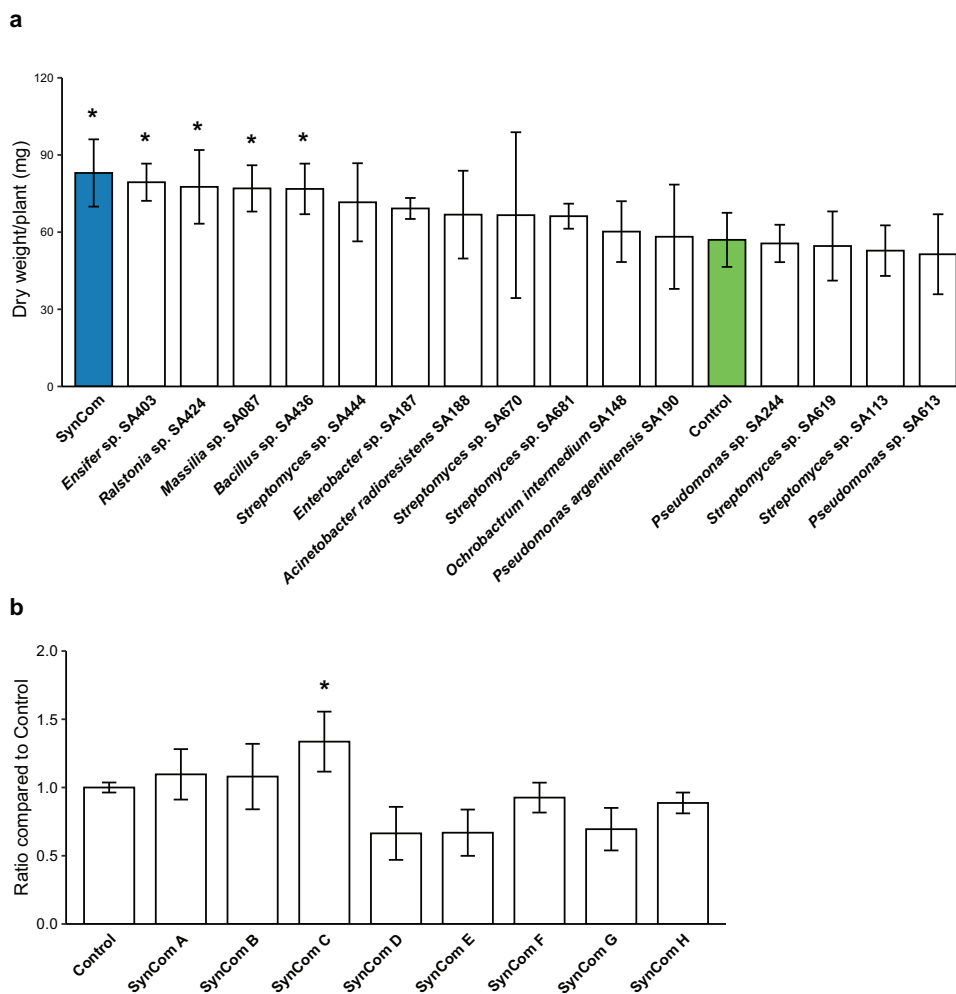 a
Dry weight/plant (mg)
120
90
60
30
0
* * * * *
SynCom
Ensifer sp. SA403
Ralstonia sp. SA424
Massilia sp. SA087
Bacillus sp. SA436
Streptomyces sp. SA444
Enterobacter sp. SA187
Acinetobacter radioresistens SA188
Streptomyces sp. SA670
Streptomyces sp. SA681
Ochrobactrum intermedium SA148
Pseudomonas argentinensis SA190
Control
Pseudomonas sp. SA244
Streptomyces sp. SA619
Streptomyces sp. SA113
Pseudomonas sp. SA613
b
Ratio compared to Control
2.0
1.5
1.0
0.5
0.0
*
Control
SynCom A
SynCom B
SynCom C
SynCom D
SynCom E
SynCom F
SynCom G
SynCom H